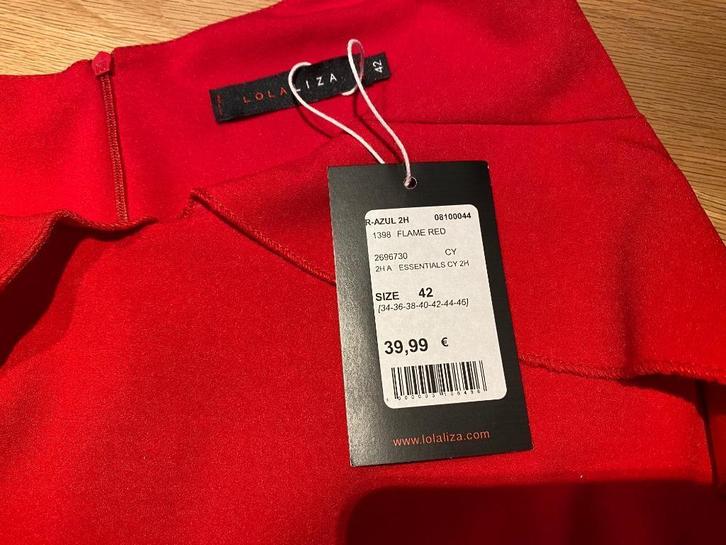 LOLALIZA
42
R-AZUL 2H 08100044
1398 FLAME RED
2696730 CY
2H A ESSENTIALS CY 2H
SIZE 42
[34-36-38-40-42-44-46]
39,99 €
www.lolaliza.com